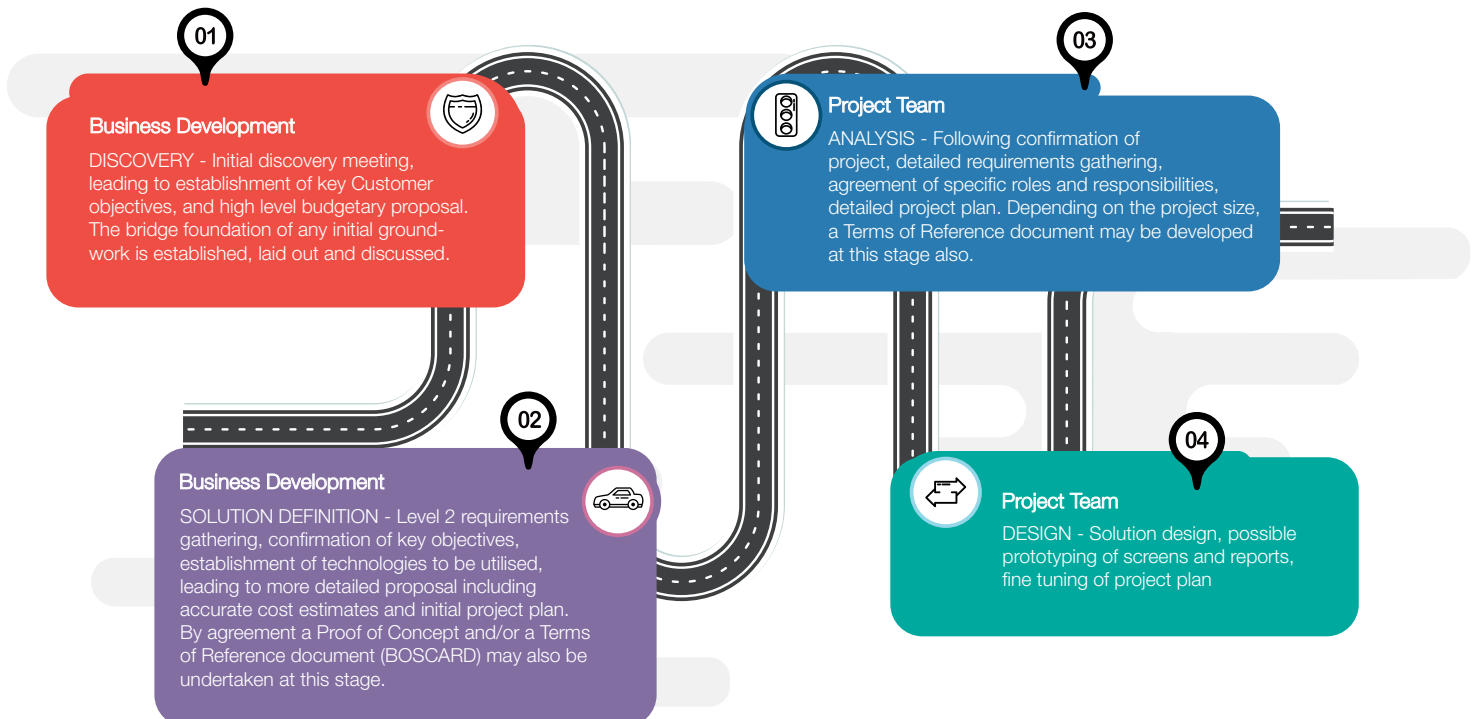 01
Business Development
DISCOVERY - Initial discovery meeting,
leading to establishment of key Customer
objectives, and high level budgetary proposal.
The bridge foundation of any initial ground-
work is established, laid out and discussed.
02
Business Development
SOLUTION DEFINITION - Level 2 requirements
gathering, confirmation of key objectives,
establishment of technologies to be utilised,
leading to more detailed proposal including
accurate cost estimates and initial project plan.
By agreement a Proof of Concept and/or a Terms
of Reference document (BOSCARD) may also be
undertaken at this stage.
03
Project Team
ANALYSIS - Following confirmation of
project, detailed requirements gathering,
agreement of specific roles and responsibilities,
detailed project plan. Depending on the project size,
a Terms of Reference document may be developed
at this stage also.
04
Project Team
DESIGN - Solution design, possible
prototyping of screens and reports,
fine tuning of project plan